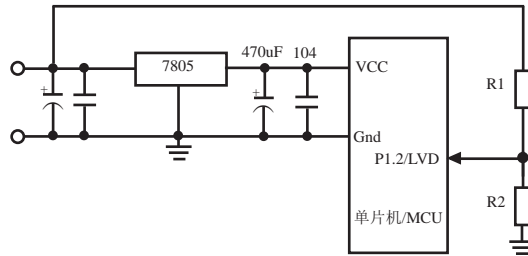 7805
470uF 104
+
+
VCC
R1
Gnd
P1.2/LVD
R2
单片机/MCU